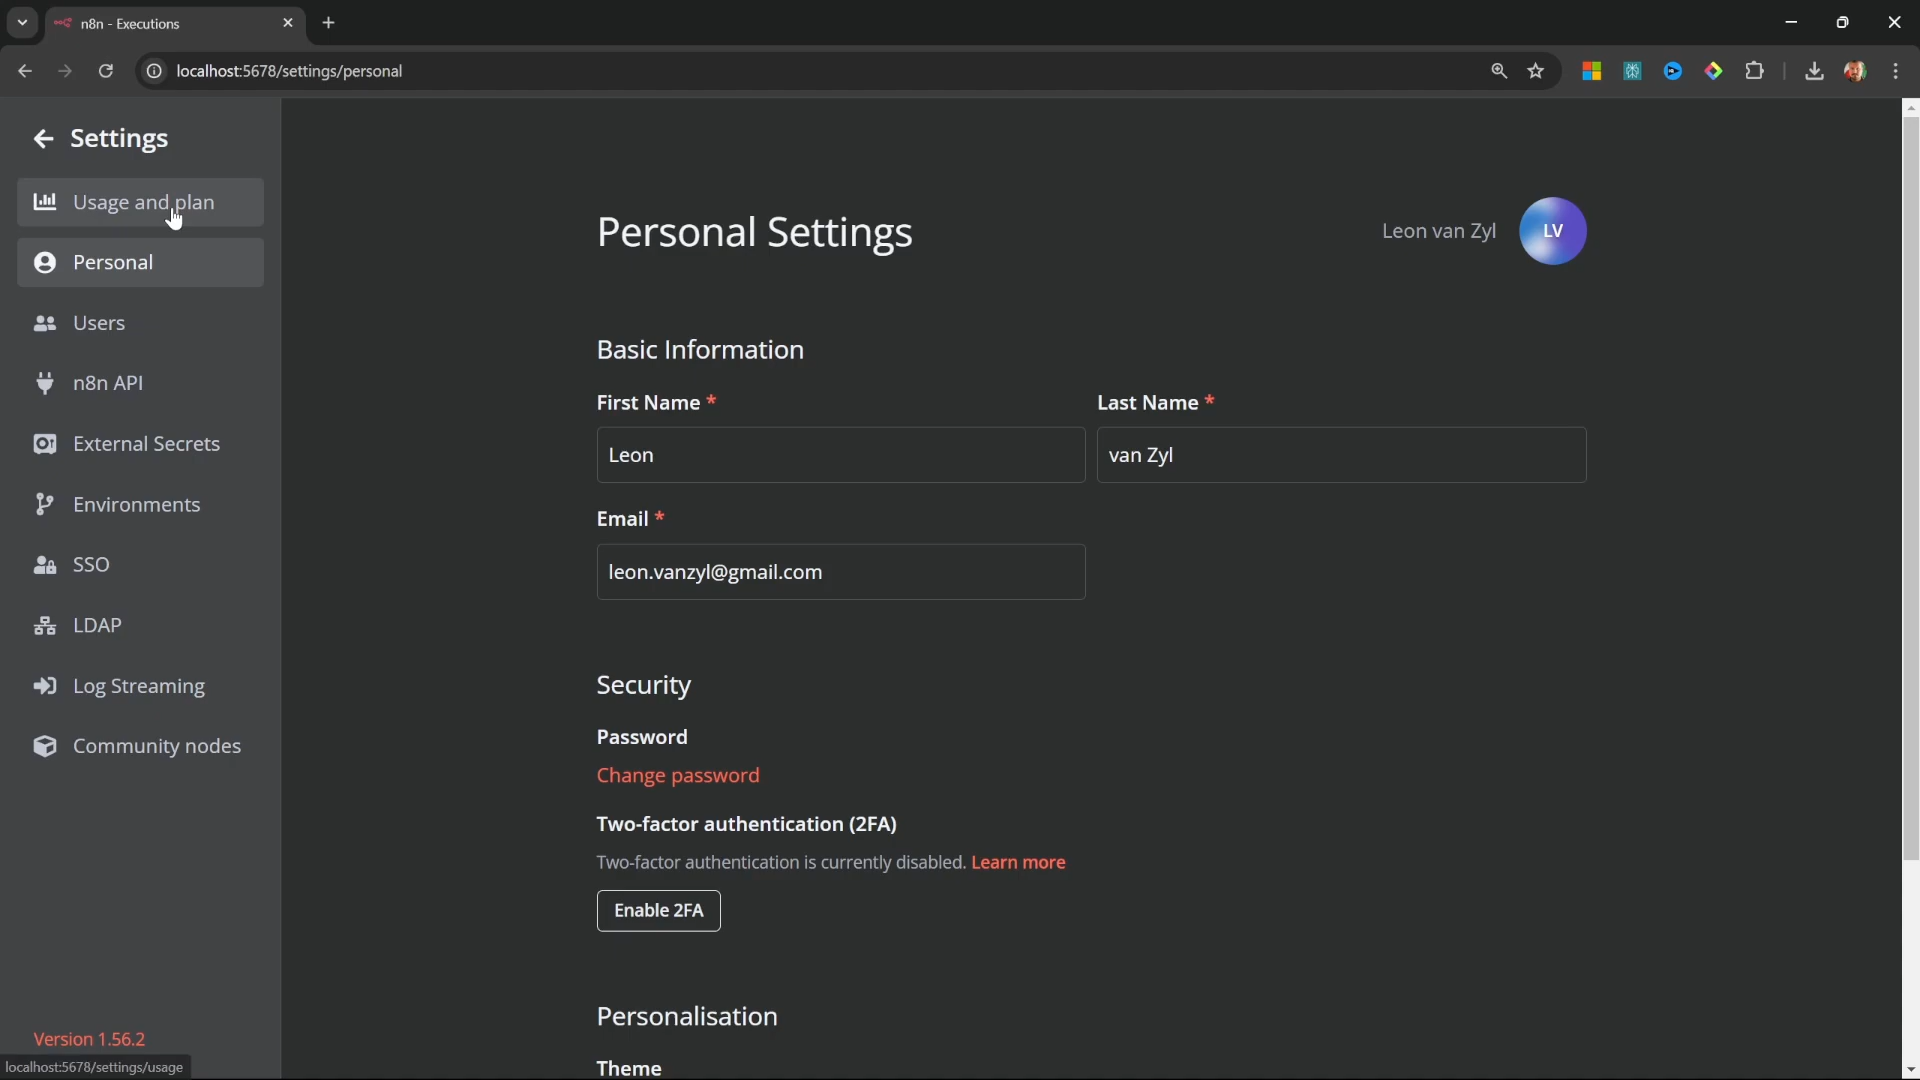 n8n - Executions
localhost:5678/settings/personal
Settings
Usage and plan
Personal
Users
n8n API
External Secrets
Environments
SSO
LDAP
Log Streaming
Community nodes
Version 1.56.2
localhost:5678/settings/usage
Personal Settings
Leon van Zyl
LV
Basic Information
First Name *
Last Name *
Leon
van Zyl
Email *
leon.vanzyl@gmail.com
Security
Password
Change password
Two-factor authentication (2FA)
Two-factor authentication is currently disabled. Learn more
Enable 2FA
Personalisation
Theme